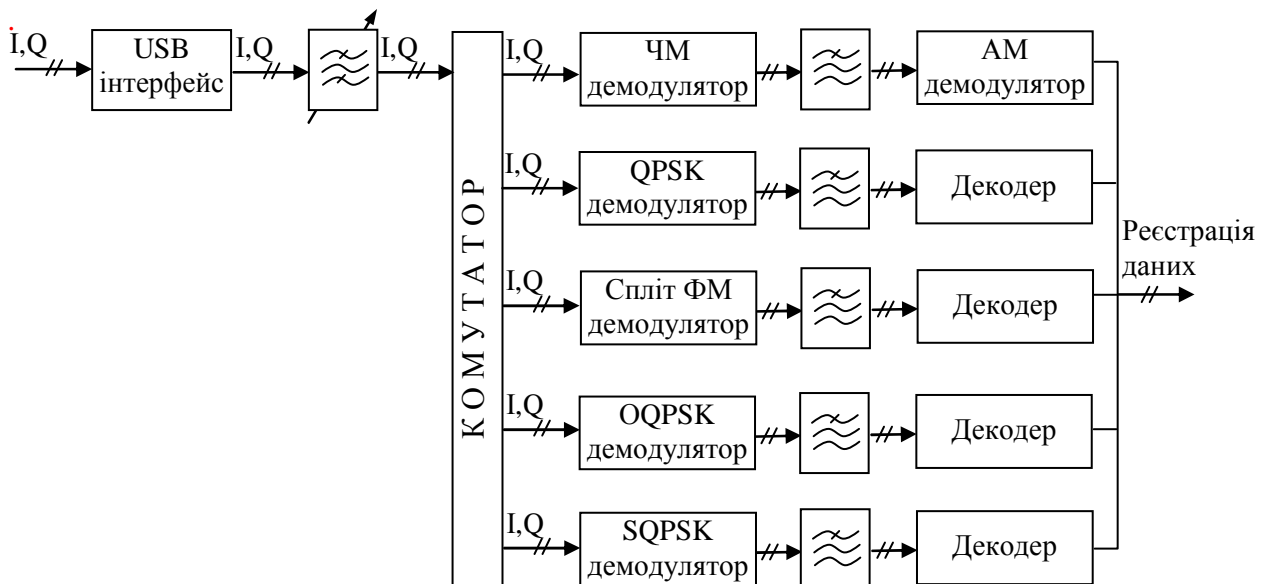 I,Q
USB
інтерфейс
I,Q
I,Q
КОМУТАТОР
I,Q
ЧМ
демодулятор
АМ
демодулятор
I,Q
QPSK
демодулятор
Декодер
I,Q
Спліт ФМ
демодулятор
Декодер
Реєстрація
даних
I,Q
OQPSK
демодулятор
Декодер
I,Q
SQPSK
демодулятор
Декодер